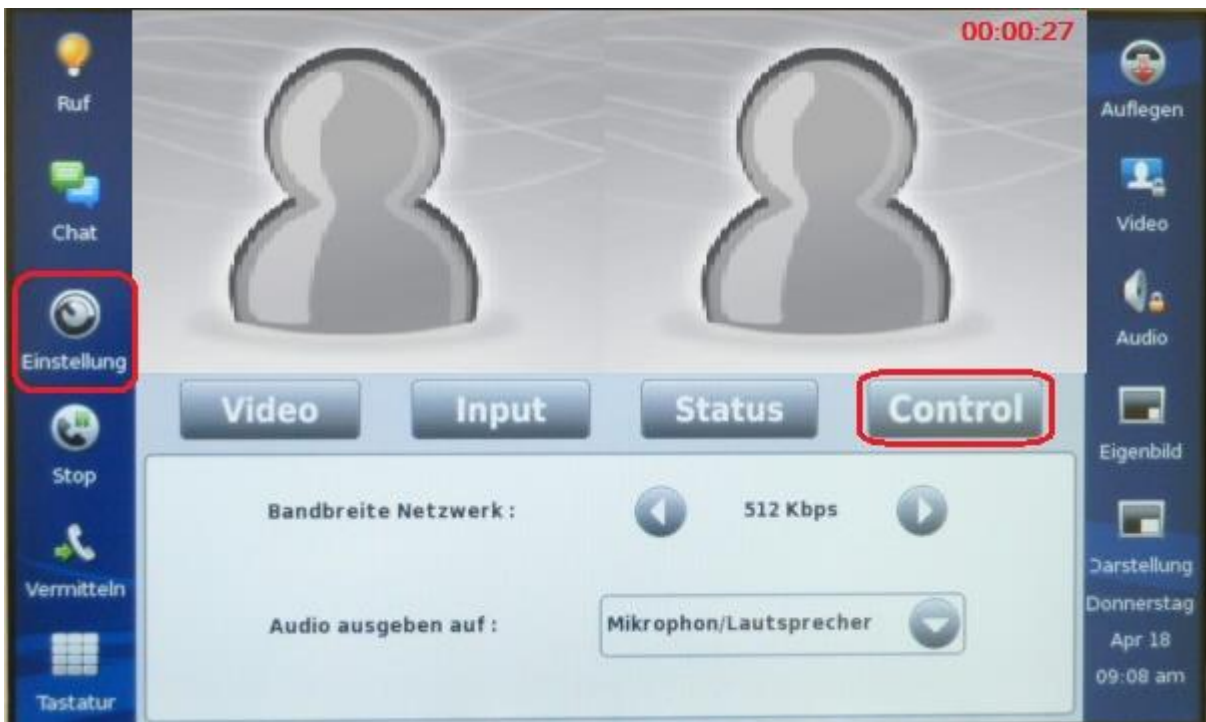 00:00:27
Ruf
Chat
Einstellung
Stop
Vermitteln
Tastatur
Video
Input
Status
Control
Bandbreite Netzwerk :
512 Kbps
Audio ausgeben auf :
Mikrophon/Lautsprecher
Auflegen
Video
Audio
Eigenbild
Darstellung
Donnerstag
Apr 18
09:08 am